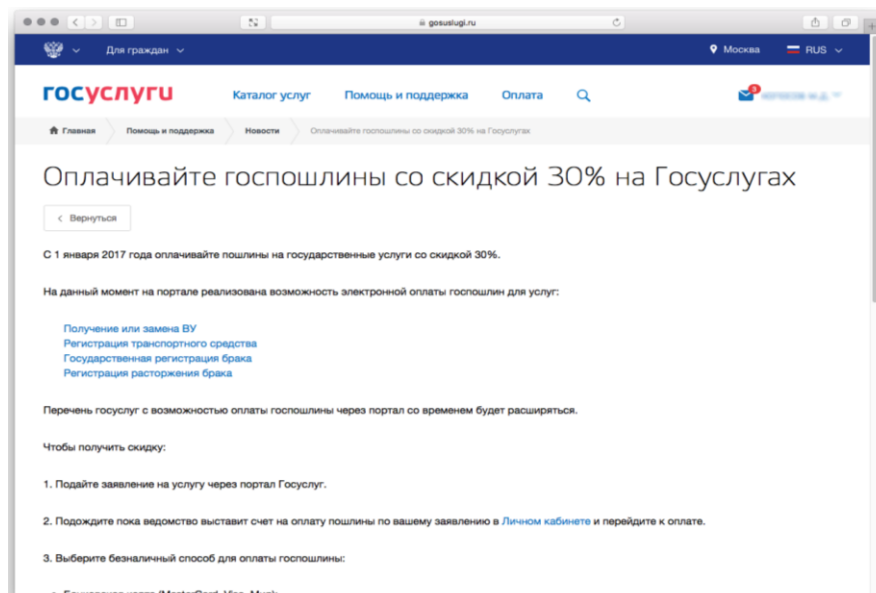 gosuslugi.ru
Для граждан
Москва
RUS
госуслуги
Каталог услуг
Помощь и поддержка
Оплата
3
Главная
Помощь и поддержка
Новости
Оплачивайте госпошлины со скидкой 30% на Госуслугах
Оплачивайте госпошлины со скидкой 30% на Госуслугах
Вернуться
С 1 января 2017 года оплачивайте пошлины на государственные услуги со скидкой 30%.
На данный момент на портале реализована возможность электронной оплаты госпошлин для услуг:
Получение или замена ВУ
Регистрация транспортного средства
Государственная регистрация брака
Регистрация расторжения брака
Перечень госуслуг с возможностью оплаты госпошлины через портал со временем будет расширяться.
Чтобы получить скидку:
1. Подайте заявление на услугу через портал Госуслуг.
2. Подождите пока ведомство выставит счет на оплату пошлины по вашему заявлению в Личном кабинете и перейдите к оплате.
3. Выберите безналичный способ для оплаты госпошлины: